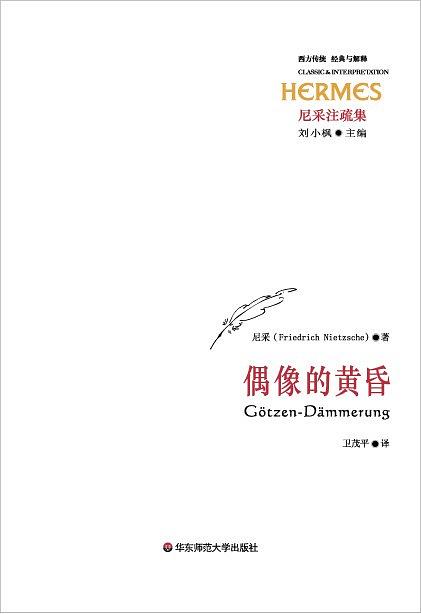 西方传统 经典与解释
CLASSIC & INTERPRETATION
HERMES
尼采注疏集
刘小枫●主编
尼采(Friedrich Nietzsche)●著
偶像的黄昏
Götzen-Dämmerung
卫茂平●译
华东师范大学出版社